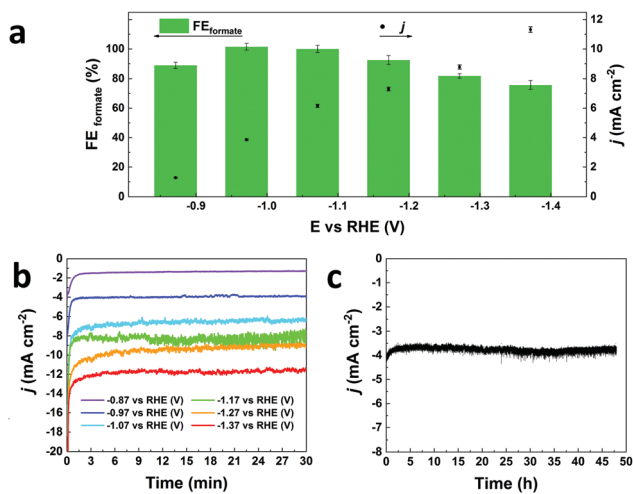 a
FE formate
j
FE formate (%)
120
100
80
60
40
20
0
12
10
8
6
4
2
0
j (mA cm-2)
-0.9 -1.0 -1.1 -1.2 -1.3 -1.4
E vs RHE (V)
b
j (mA cm-2)
0
-2
-4
-6
-8
-10
-12
-14
-16
-18
-20
-0.87 vs RHE (V) -1.17 vs RHE (V)
-0.97 vs RHE (V) -1.27 vs RHE (V)
-1.07 vs RHE (V) -1.37 vs RHE (V)
0 3 6 9 12 15 18 21 24 27 30
Time (min)
c
j (mA cm-2)
0
-1
-2
-3
-4
-5
-6
-7
-8
0 5 10 15 20 25 30 35 40 45 50
Time (h)